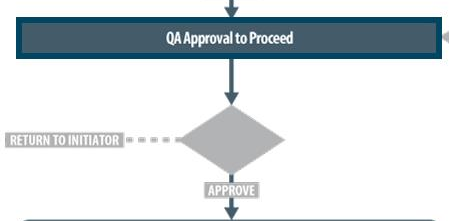 QA Approval to Proceed
RETURN TO INITIATOR
APPROVE